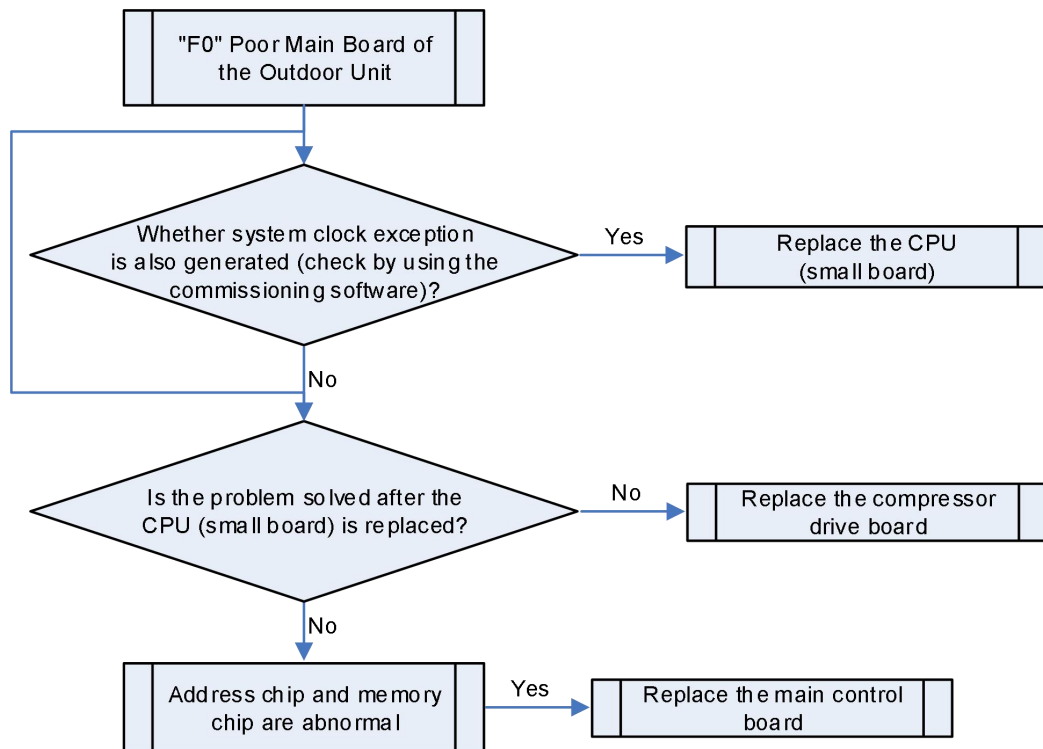 "F0" Poor Main Board of
the Outdoor Unit
Whether system clock exception
is also generated (check by using the
commissioning software)?
Yes
Replace the CPU
(small board)
No
Is the problem solved after the
CPU (small board) is replaced?
No
Replace the compressor
drive board
No
Address chip and memory
chip are abnormal
Yes
Replace the main control
board